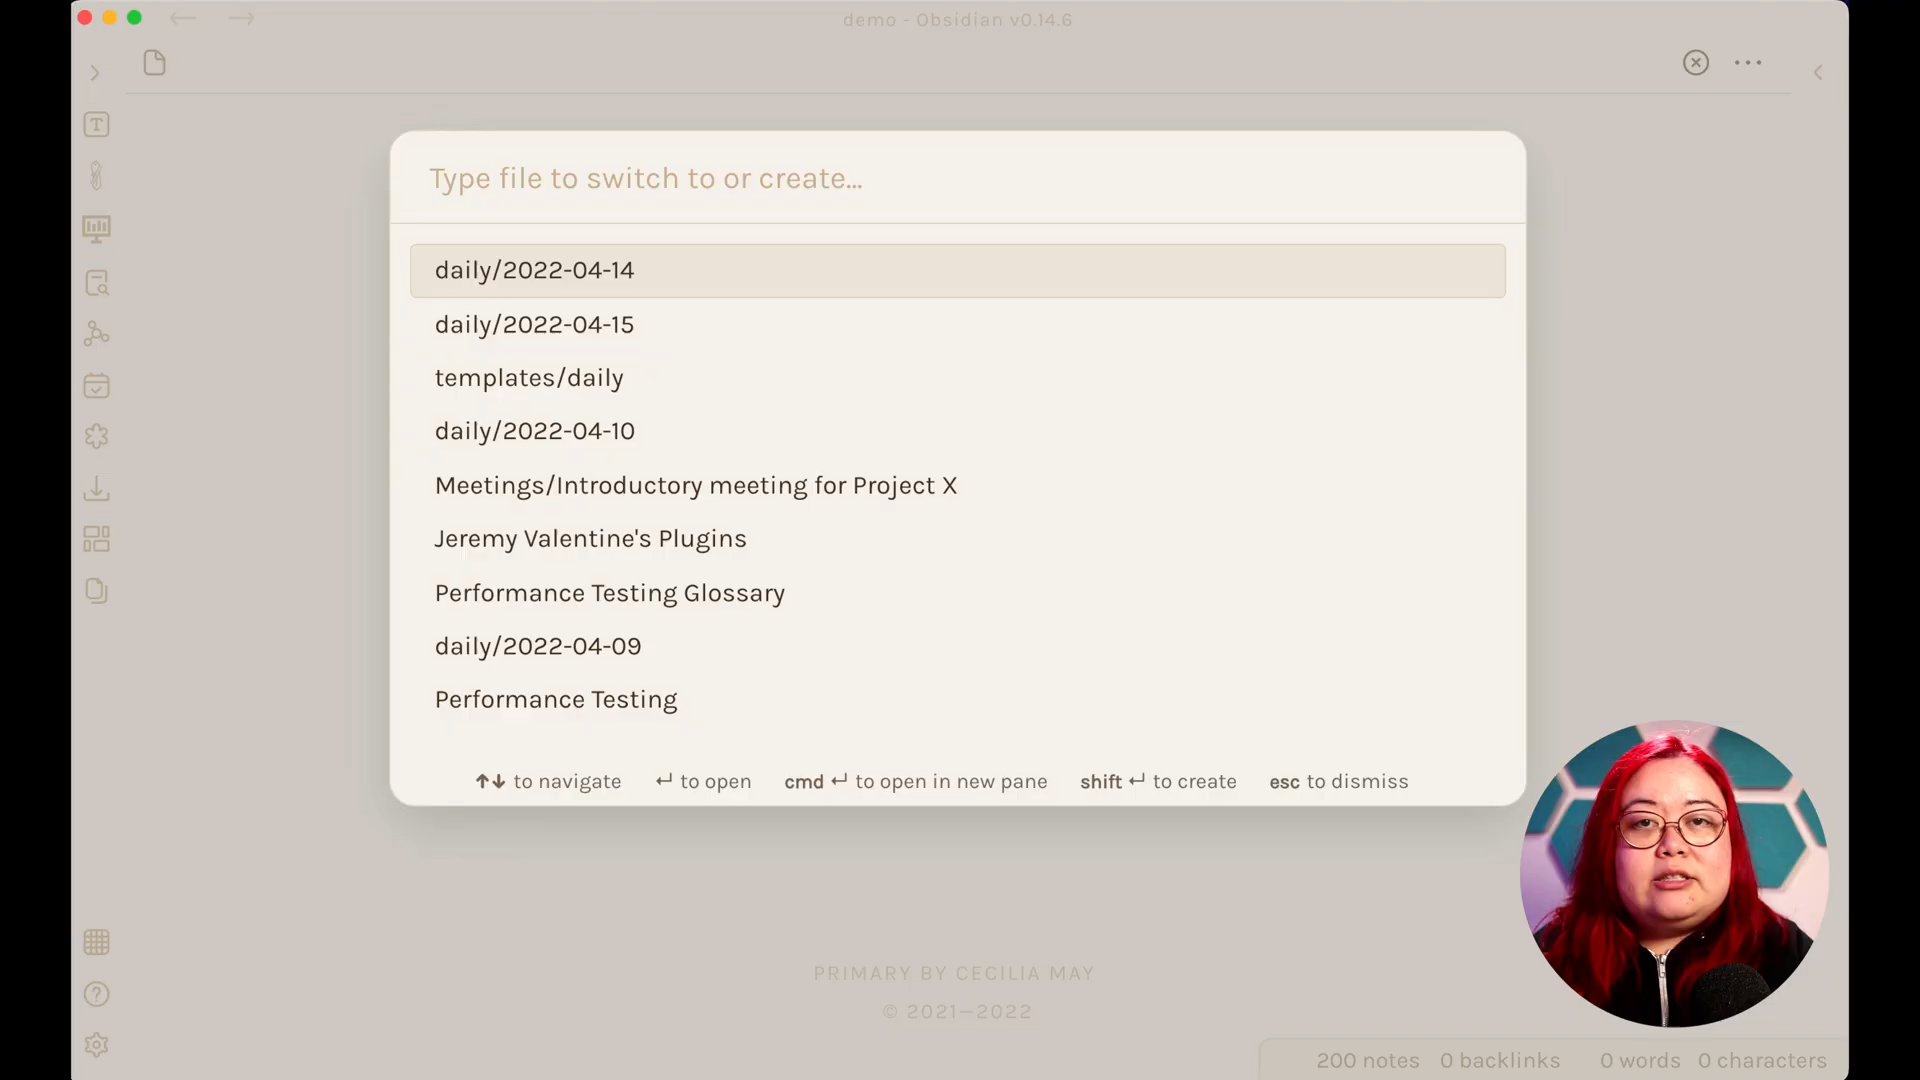 demo - Obsidian v0.14.6
Type file to switch to or create...
daily/2022-04-14
daily/2022-04-15
templates/daily
daily/2022-04-10
Meetings/Introductory meeting for Project X
Jeremy Valentine's Plugins
Performance Testing Glossary
daily/2022-04-09
Performance Testing
↑↓ to navigate ↵ to open cmd ↵ to open in new pane shift ↵ to create esc to dismiss
PRIMARY BY CECILIA MAY
© 2021—2022
200 notes 0 backlinks 0 words 0 characters